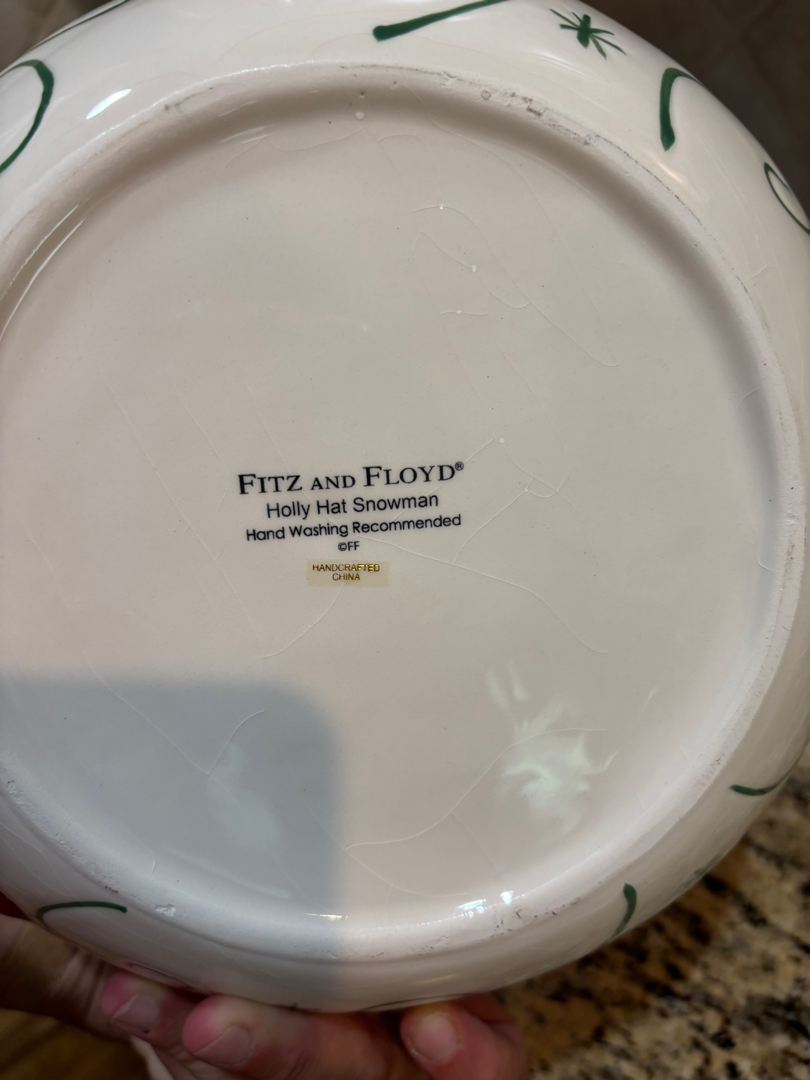 FITZ AND FLOYD®
Holly Hat Snowman
Hand Washing Recommended
©FF
HANDCRAFTED
CHINA